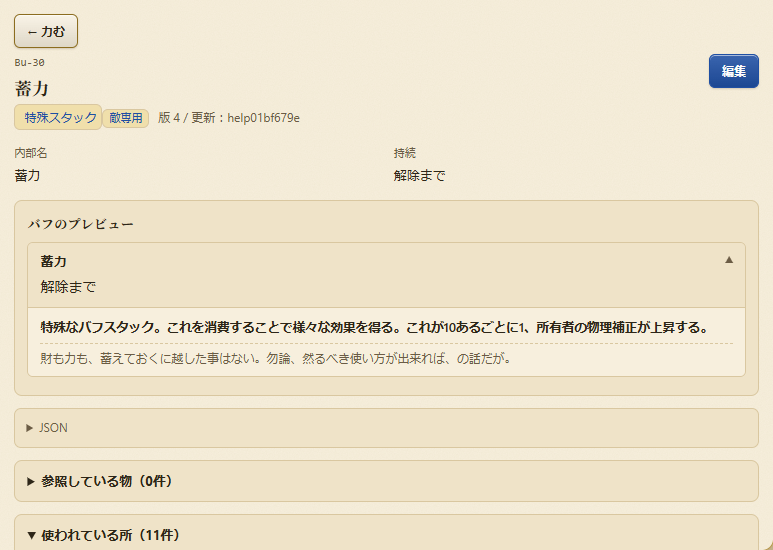 ←力む
Bu-30
編集
蓄力
特殊スタック 敵専用 版 4 / 更新：help01bf679e
内部名 持続
蓄力 解除まで
バフのプレビュー
蓄力 ▲
解除まで
特殊なバフスタック。これを消費することで様々な効果を得る。これが10あるごとに1、所有者の物理補正が上昇する。
財も力も、蓄えておくに越した事はない。勿論、然るべき使い方が出来れば、の話だが。
▶ JSON
▶ 参照している物（0件）
▼ 使われている所（11件）